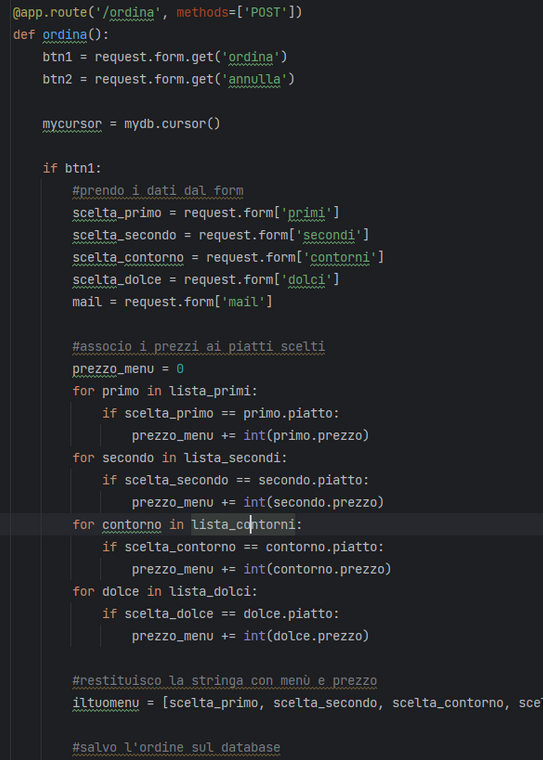 @app.route('/ordina', methods=['POST'])
def ordina():
    btn1 = request.form.get('ordina')
    btn2 = request.form.get('annulla')

    mycursor = mydb.cursor()

    if btn1:
        #prendo i dati dal form
        scelta_primo = request.form['primi']
        scelta_secondo = request.form['secondi']
        scelta_contorno = request.form['contorni']
        scelta_dolce = request.form['dolci']
        mail = request.form['mail']

        #associo i prezzi ai piatti scelti
        prezzo_menu = 0
        for primo in lista_primi:
            if scelta_primo == primo.piatto:
                prezzo_menu += int(primo.prezzo)
        for secondo in lista_secondi:
            if scelta_secondo == secondo.piatto:
                prezzo_menu += int(secondo.prezzo)
        for contorno in lista_contorni:
            if scelta_contorno == contorno.piatto:
                prezzo_menu += int(contorno.prezzo)
        for dolce in lista_dolci:
            if scelta_dolce == dolce.piatto:
                prezzo_menu += int(dolce.prezzo)

        #restituisco la stringa con menù e prezzo
        iltuomenu = [scelta_primo, scelta_secondo, scelta_contorno, scel

        #salvo l'ordine sul database